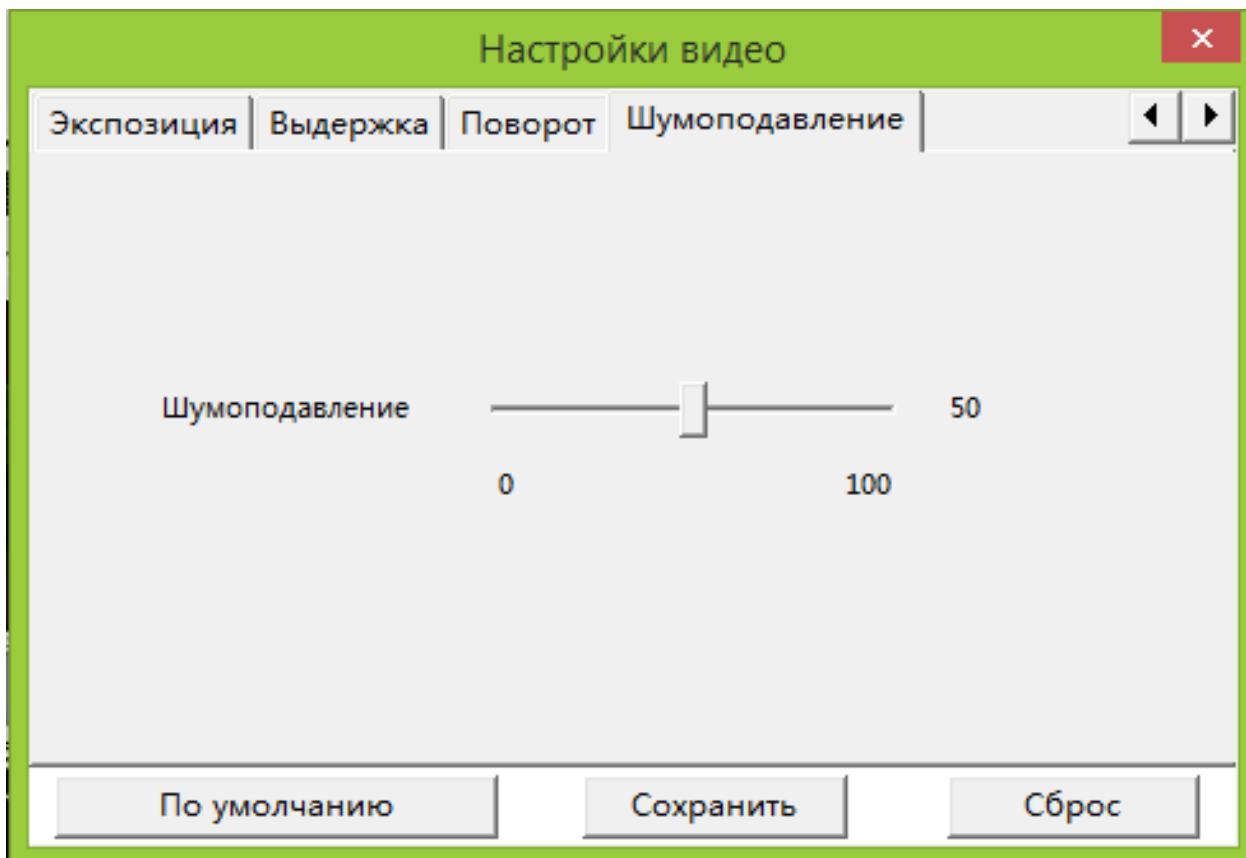 Настройки видео
Экспозиция Выдержка Поворот Шумоподавление
Шумоподавление 50
0 100
По умолчанию Сохранить Сброс